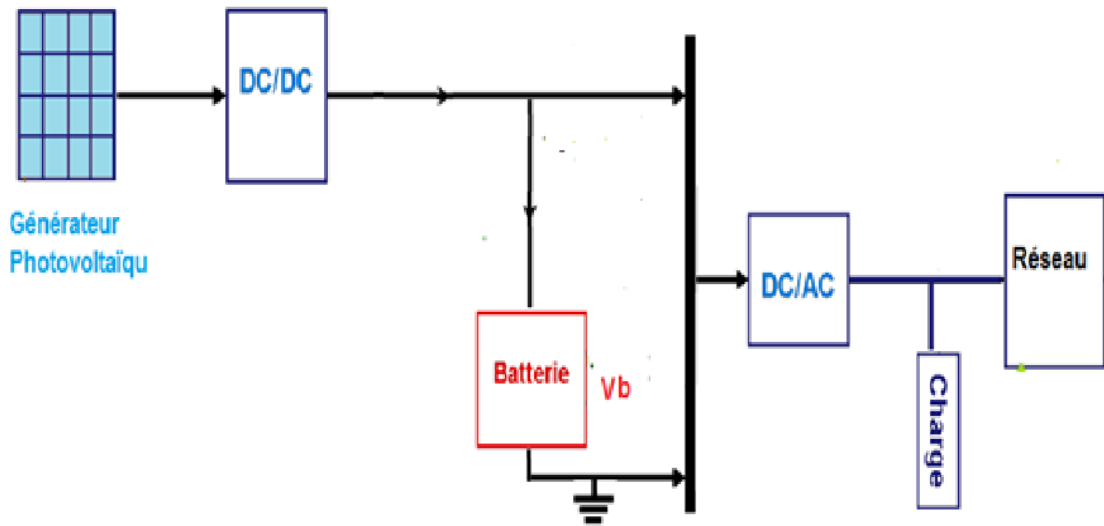 DC/DC
Générateur
Photovoltaïqu
Batterie
Vb
DC/AC
Réseau
Charge